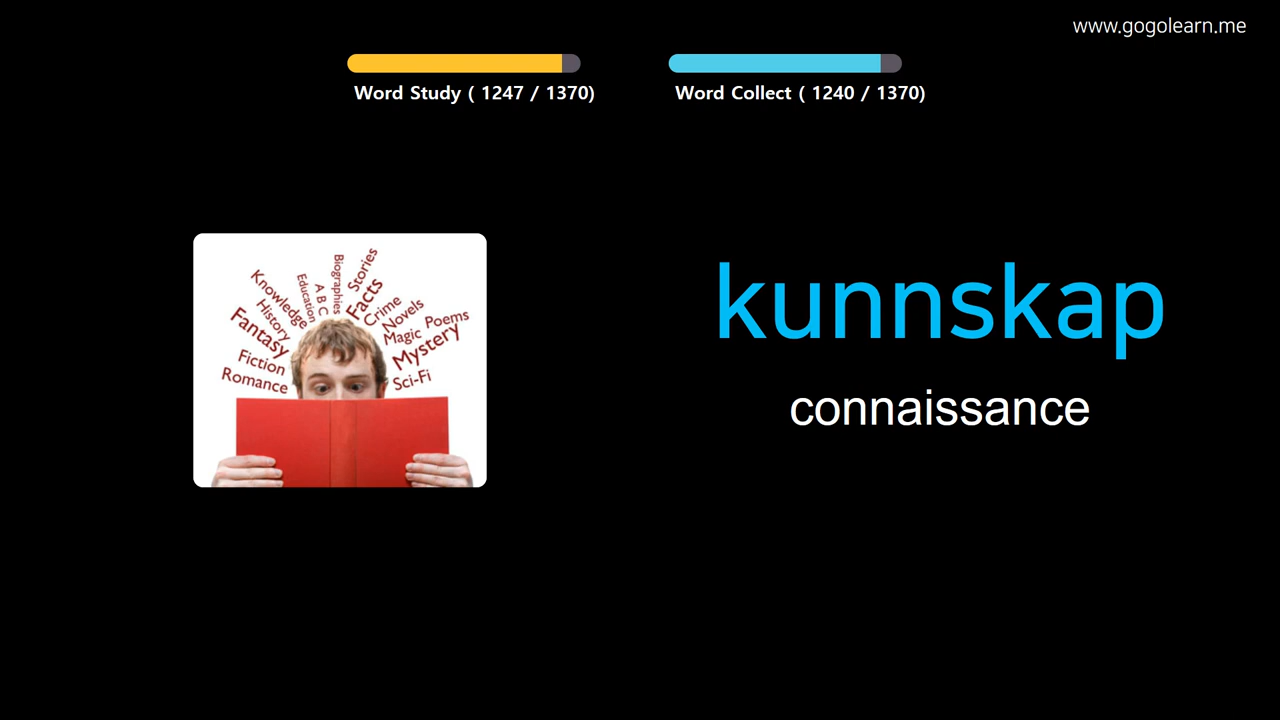 www.gogolearn.me
Word Study ( 1247 / 1370)
Word Collect ( 1240 / 1370)
Knowledge
History
Fantasy
Fiction
Romance
Education
A B C
Biographies
Stories
Facts
Crime
Novels
Magic
Poems
Mystery
Sci-Fi
kunnskap
connaissance